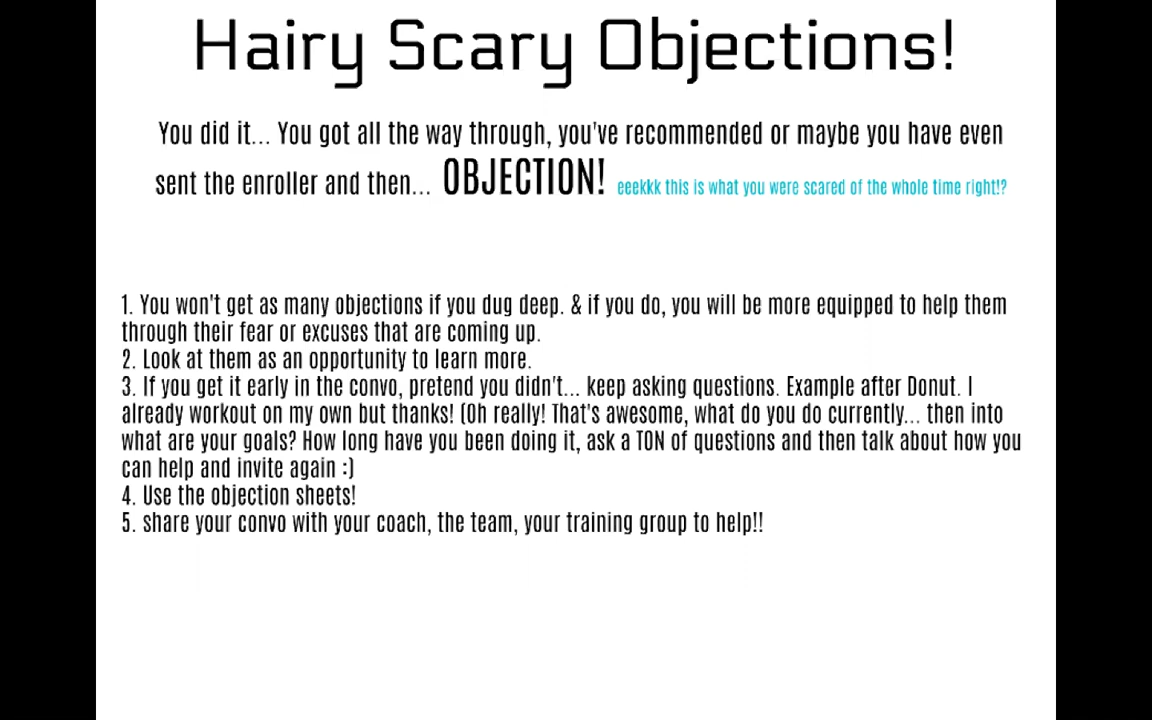 Hairy Scary Objections!
You did it... You got all the way through, you've recommended or maybe you have even
sent the enroller and then... OBJECTION! eeekkk this is what you were scared of the whole time right!?
1. You won't get as many objections if you dug deep. & if you do, you will be more equipped to help them
through their fear or excuses that are coming up.
2. Look at them as an opportunity to learn more.
3. If you get it early in the convo, pretend you didn't... keep asking questions. Example after Donut. I
already workout on my own but thanks! (Oh really! That's awesome, what do you do currently... then into
what are your goals? How long have you been doing it, ask a TON of questions and then talk about how you
can help and invite again :)
4. Use the objection sheets!
5. share your convo with your coach, the team, your training group to help!!